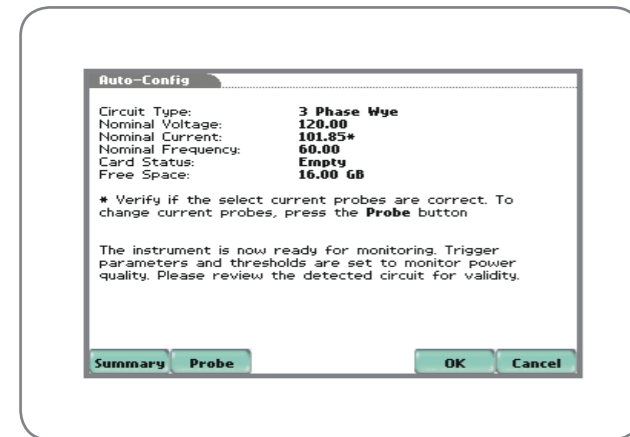 Auto-Config
Circuit Type: 3 Phase Wye
Nominal Voltage: 120.00
Nominal Current: 101.85*
Nominal Frequency: 60.00
Card Status: Empty
Free Space: 16.00 GB
* Verify if the select current probes are correct. To
change current probes, press the Probe button
The instrument is now ready for monitoring. Trigger
parameters and thresholds are set to monitor power
quality. Please review the detected circuit for validity.
Summary Probe OK Cancel